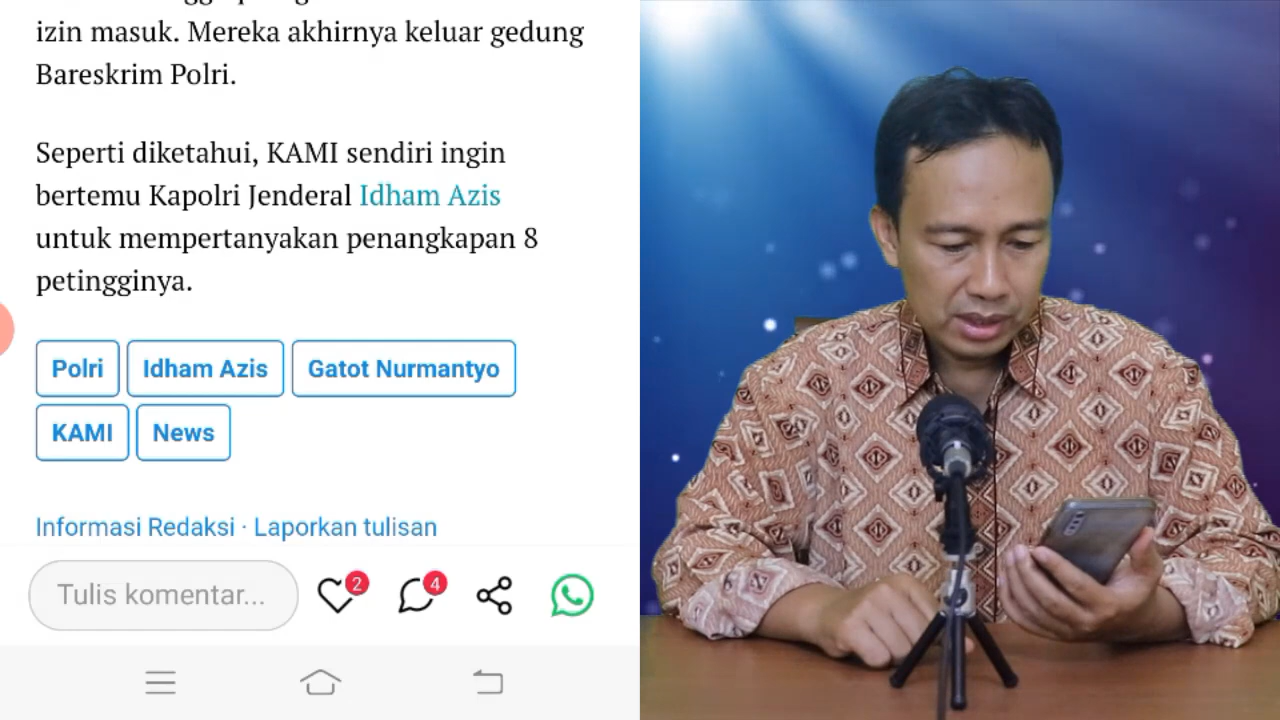 izin masuk. Mereka akhirnya keluar gedung
Bareskrim Polri.
Seperti diketahui, KAMI sendiri ingin
bertemu Kapolri Jenderal Idham Azis
untuk mempertanyakan penangkapan 8
petingginya.
Polri Idham Azis Gatot Nurmantyo
KAMI News
Informasi Redaksi · Laporkan tulisan
Tulis komentar... 2 4